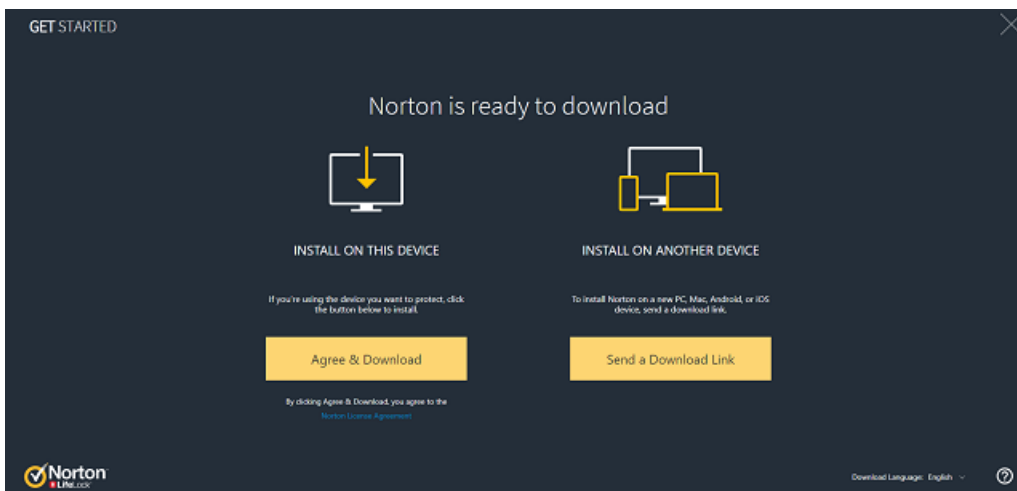 GET STARTED
Norton is ready to download
INSTALL ON THIS DEVICE
If you're using the device you want to protect, click
the button below to install.
Agree & Download
By clicking Agree & Download, you agree to the
Norton License Agreement
INSTALL ON ANOTHER DEVICE
To install Norton on a new PC, Mac, Android, or iOS
device, send a download link.
Send a Download Link
Norton
LifeLock
Download Language: English
?